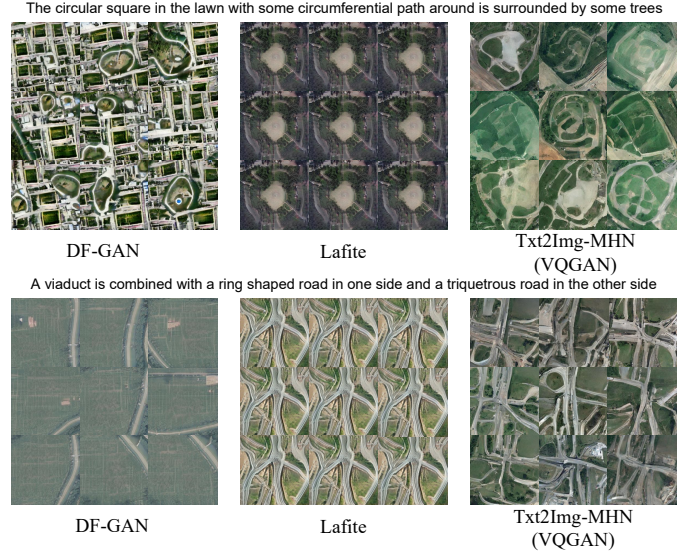 The circular square in the lawn with some circumferential path around is surrounded by some trees
DF-GAN
Lafite
Txt2Img-MHN
(VQGAN)
A viaduct is combined with a ring shaped road in one side and a triquetrous road in the other side
DF-GAN
Lafite
Txt2Img-MHN
(VQGAN)